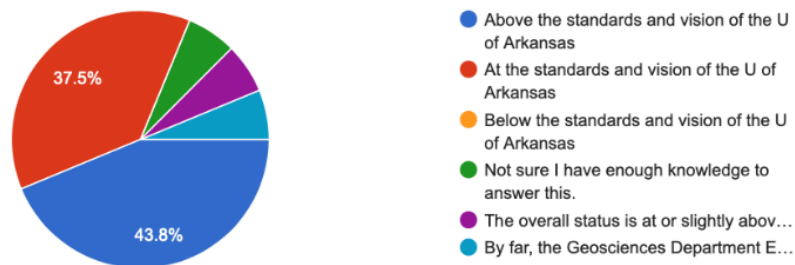 37.5%
43.8%
Above the standards and vision of the U
of Arkansas
At the standards and vision of the U of
Arkansas
Below the standards and vision of the U
of Arkansas
Not sure I have enough knowledge to
answer this.
The overall status is at or slightly abov...
By far, the Geosciences Department E...